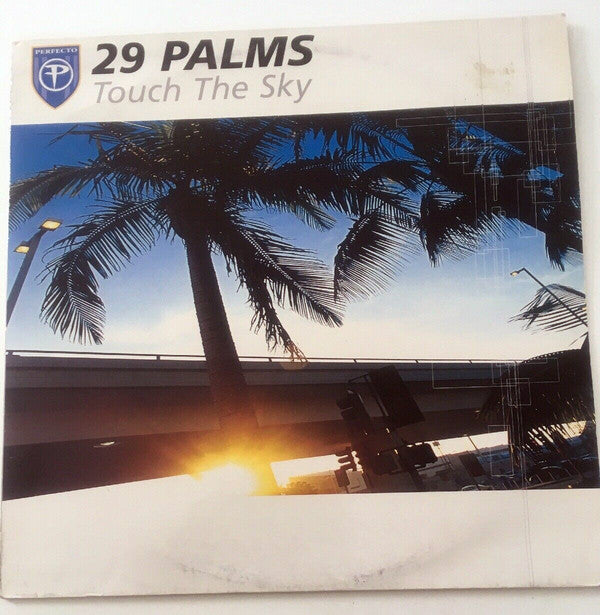 PERFECTO
29 PALMS
Touch The Sky